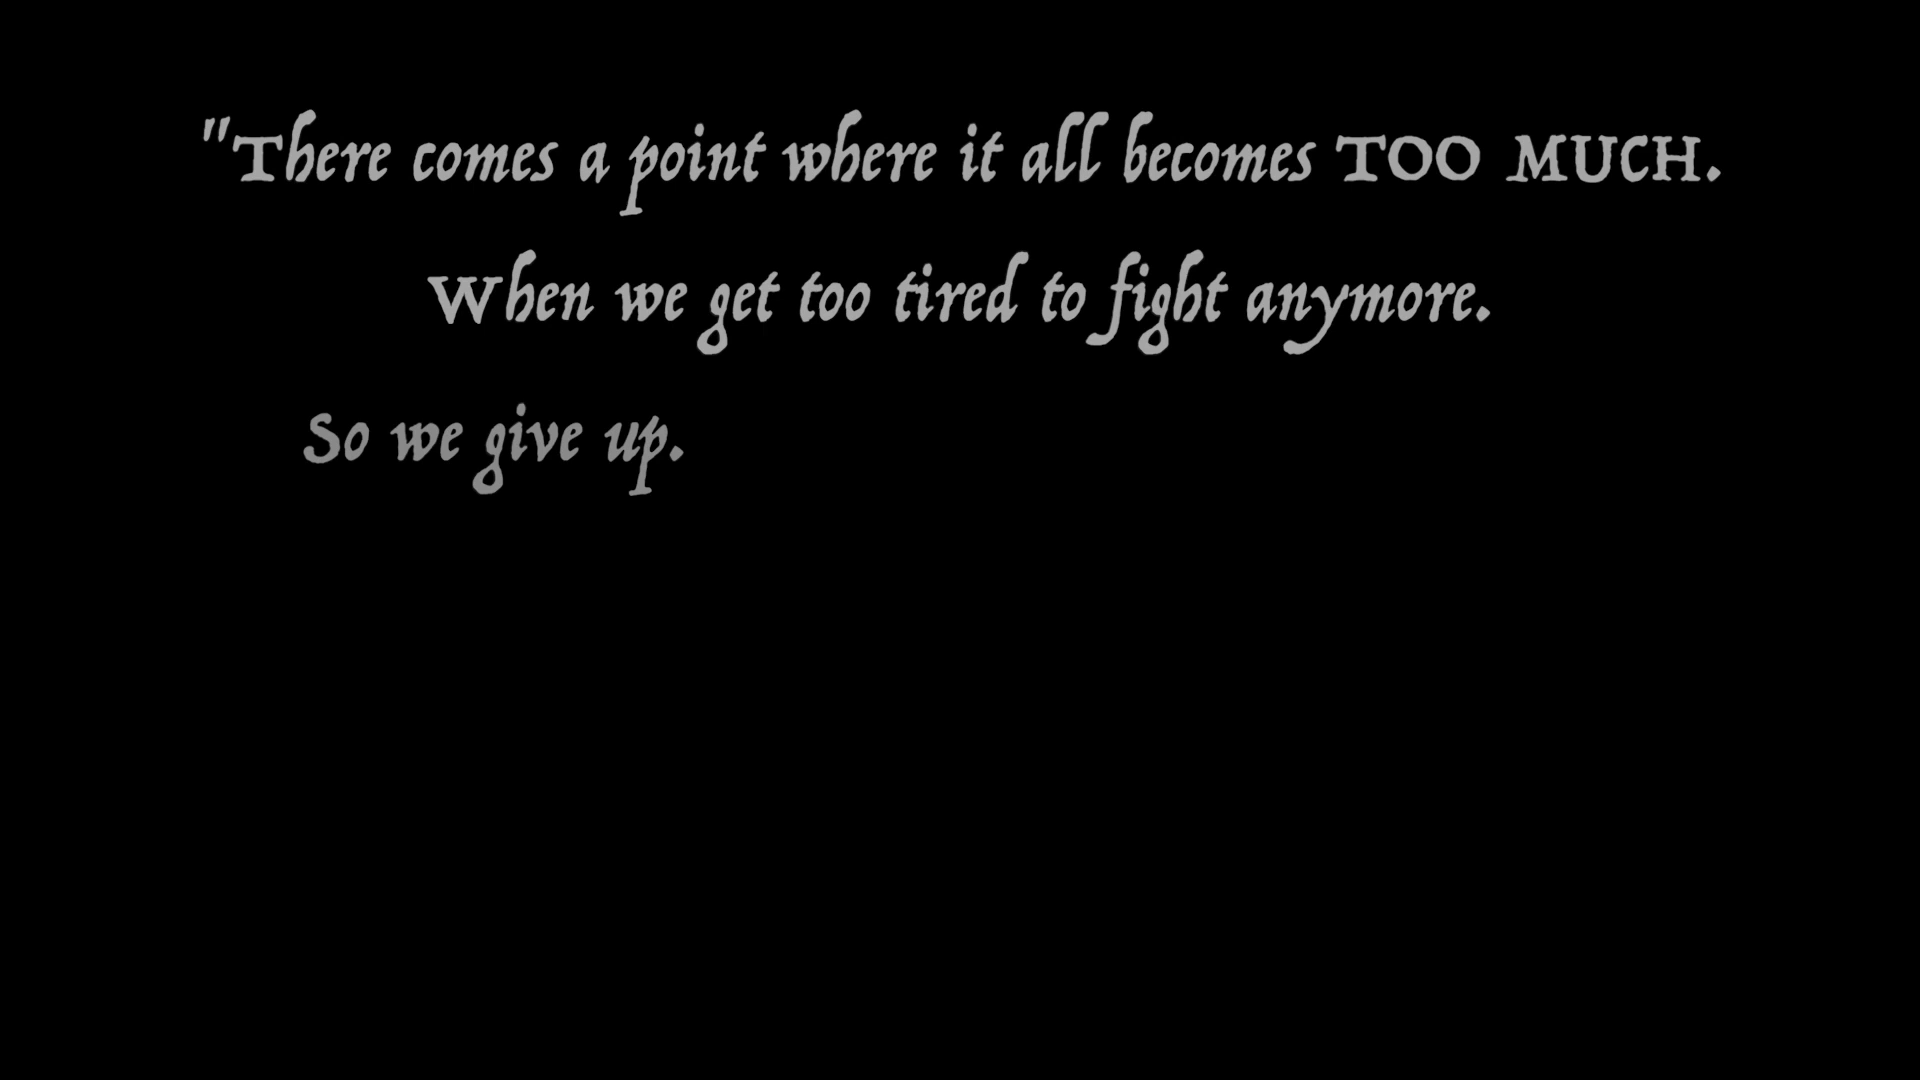 "There comes a point where it all becomes TOO MUCH.
When we get too tired to fight anymore.
So we give up.